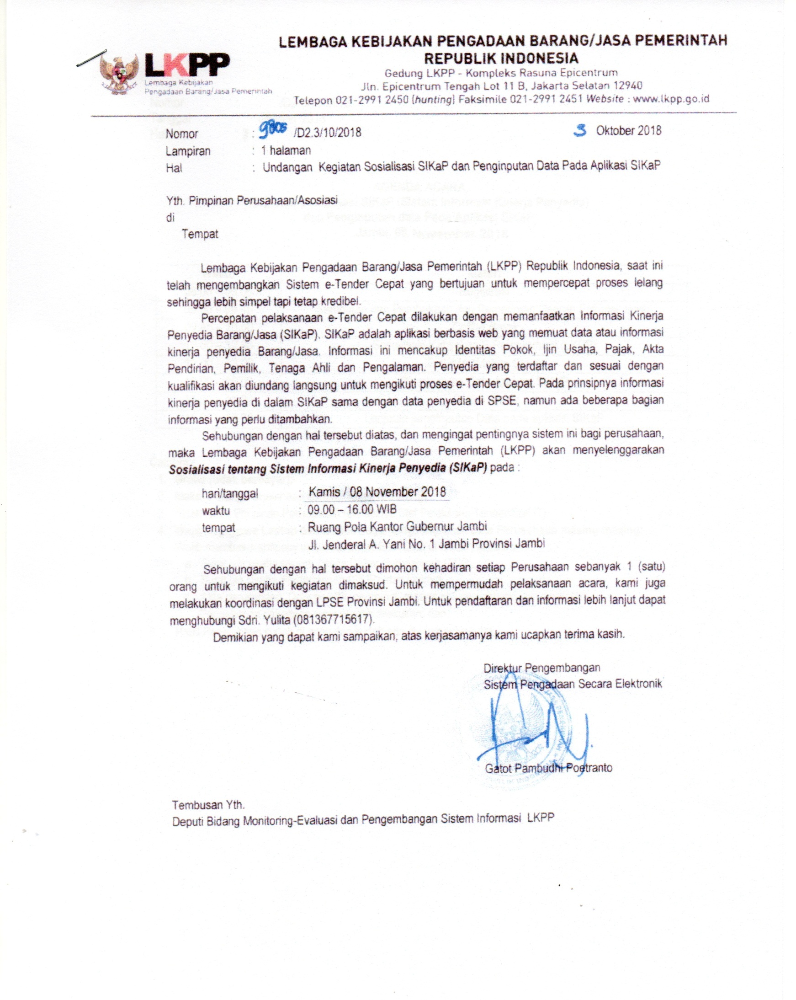 LKPP
Lembaga Kebijakan
Pengadaan Barang/Jasa Pemerintah
LEMBAGA KEBIJAKAN PENGADAAN BARANG/JASA PEMERINTAH
REPUBLIK INDONESIA
Gedung LKPP - Kompleks Rasuna Epicentrum
Jln. Epicentrum Tengah Lot 11 B, Jakarta Selatan 12940
Telepon 021-2991 2450 (hunting) Faksimile 021-2991 2451 Website : www.lkpp.go.id
Nomor : 9805 /D2.3/10/2018 3 Oktober 2018
Lampiran : 1 halaman
Hal : Undangan Kegiatan Sosialisasi SIKaP dan Penginputan Data Pada Aplikasi SIKaP
Yth. Pimpinan Perusahaan/Asosiasi
di
Tempat
Lembaga Kebijakan Pengadaan Barang/Jasa Pemerintah (LKPP) Republik Indonesia, saat ini
telah mengembangkan Sistem e-Tender Cepat yang bertujuan untuk mempercepat proses lelang
sehingga lebih simpel tapi tetap kredibel.
Percepatan pelaksanaan e-Tender Cepat dilakukan dengan memanfaatkan Informasi Kinerja
Penyedia Barang/Jasa (SIKaP). SIKaP adalah aplikasi berbasis web yang memuat data atau informasi
kinerja penyedia Barang/Jasa. Informasi ini mencakup Identitas Pokok, Ijin Usaha, Pajak, Akta
Pendirian, Pemilik, Tenaga Ahli dan Pengalaman. Penyedia yang terdaftar dan sesuai dengan
kualifikasi akan diundang langsung untuk mengikuti proses e-Tender Cepat. Pada prinsipnya informasi
kinerja penyedia di dalam SIKaP sama dengan data penyedia di SPSE, namun ada beberapa bagian
informasi yang perlu ditambahkan.
Sehubungan dengan hal tersebut diatas, dan mengingat pentingnya sistem ini bagi perusahaan,
maka Lembaga Kebijakan Pengadaan Barang/Jasa Pemerintah (LKPP) akan menyelenggarakan
Sosialisasi tentang Sistem Informasi Kinerja Penyedia (SIKaP) pada :
hari/tanggal : Kamis / 08 November 2018
waktu : 09.00 – 16.00 WIB
tempat : Ruang Pola Kantor Gubernur Jambi
Jl. Jenderal A. Yani No. 1 Jambi Provinsi Jambi
Sehubungan dengan hal tersebut dimohon kehadiran setiap Perusahaan sebanyak 1 (satu)
orang untuk mengikuti kegiatan dimaksud. Untuk mempermudah pelaksanaan acara, kami juga
melakukan koordinasi dengan LPSE Provinsi Jambi. Untuk pendaftaran dan informasi lebih lanjut dapat
menghubungi Sdri. Yulita (081367715617).
Demikian yang dapat kami sampaikan, atas kerjasamanya kami ucapkan terima kasih.
Direktur Pengembangan
Sistem Pengadaan Secara Elektronik
Gatot Pambudhi Poetranto
Tembusan Yth.
Deputi Bidang Monitoring-Evaluasi dan Pengembangan Sistem Informasi LKPP